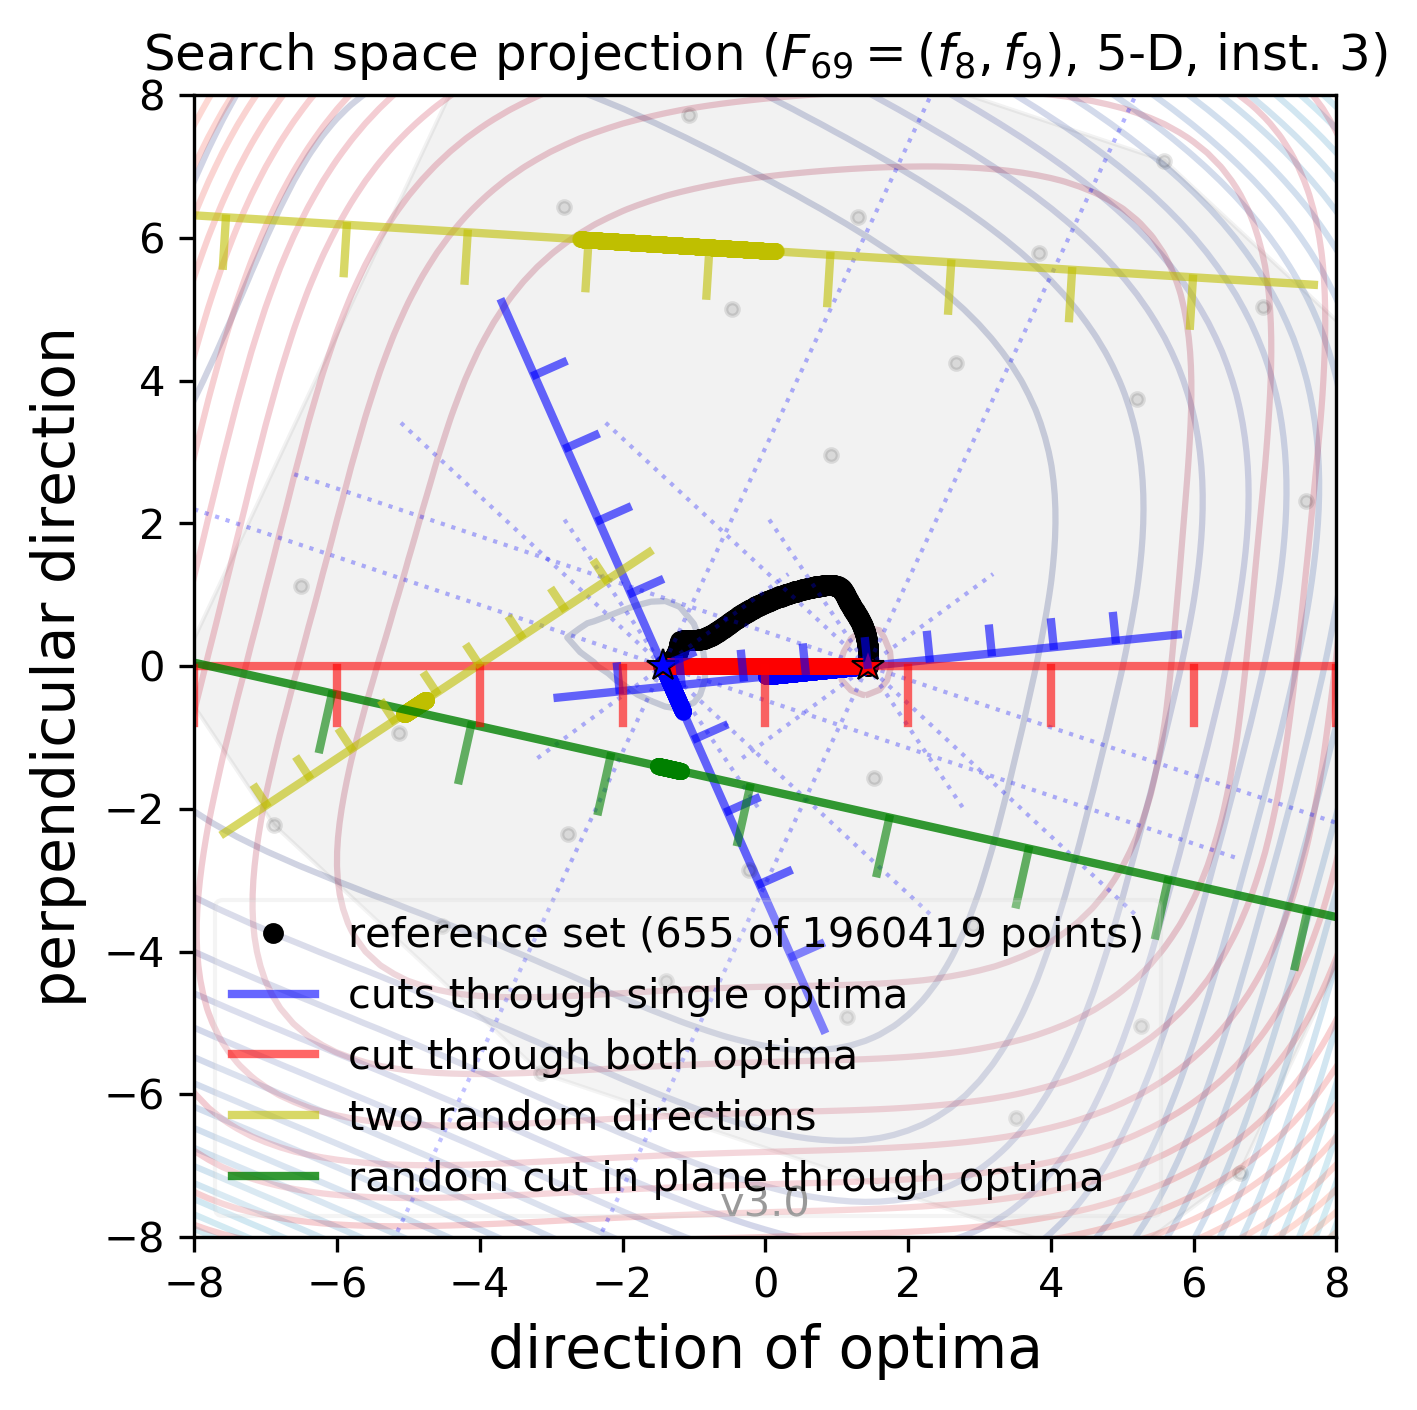 Search space projection (F₆₉ = (f₈, f₉), 5-D, inst. 3)
perpendicular direction
8
6
4
2
0
−2
−4
−6
−8
reference set (655 of 1960419 points)
cuts through single optima
cut through both optima
two random directions
random cut in plane through optima
v3.0
−8 −6 −4 −2 0 2 4 6 8
direction of optima